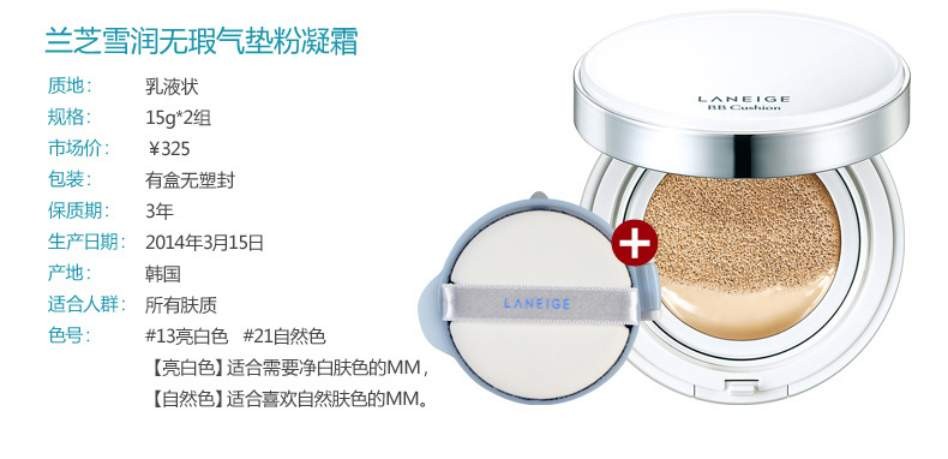 兰芝雪润无瑕气垫粉凝霜
质地： 乳液状
规格： 15g*2组
市场价： ￥325
包装： 有盒无塑封
保质期： 3年
生产日期： 2014年3月15日
产地： 韩国
适合人群： 所有肤质
色号： #13亮白色 #21自然色
【亮白色】适合需要净白肤色的MM，
【自然色】适合喜欢自然肤色的MM。
LANEIGE
BB Cushion
LANEIGE